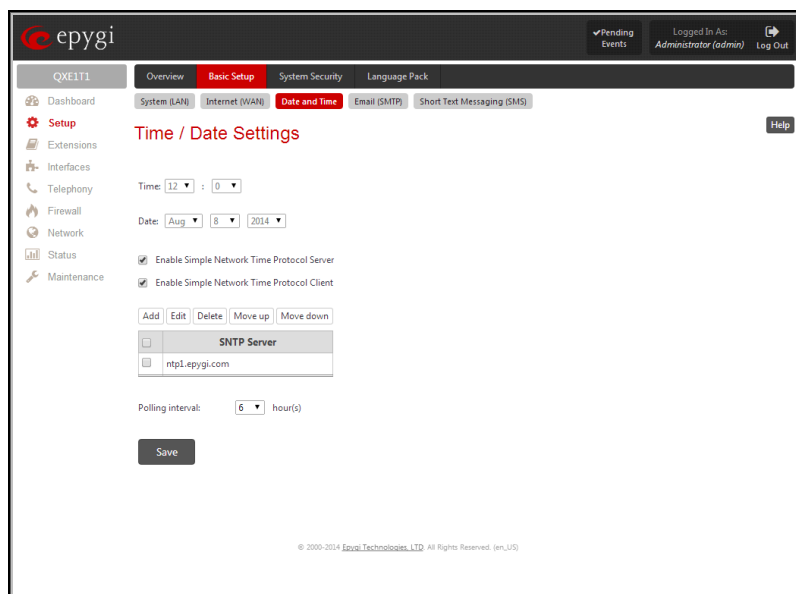 epygi
Pending Events
Logged In As:
Administrator (admin)
Log Out
QXE1T1
Overview Basic Setup System Security Language Pack
Dashboard
Setup
Extensions
Interfaces
Telephony
Firewall
Network
Status
Maintenance
System (LAN) Internet (WAN) Date and Time Email (SMTP) Short Text Messaging (SMS)
Help
Time / Date Settings
Time: 12 : 0
Date: Aug 8 2014
Enable Simple Network Time Protocol Server
Enable Simple Network Time Protocol Client
Add Edit Delete Move up Move down
SNTP Server
ntp1.epygi.com
Polling interval: 6 hour(s)
Save
© 2000-2014 Epygi Technologies, LTD. All Rights Reserved. (en_US)